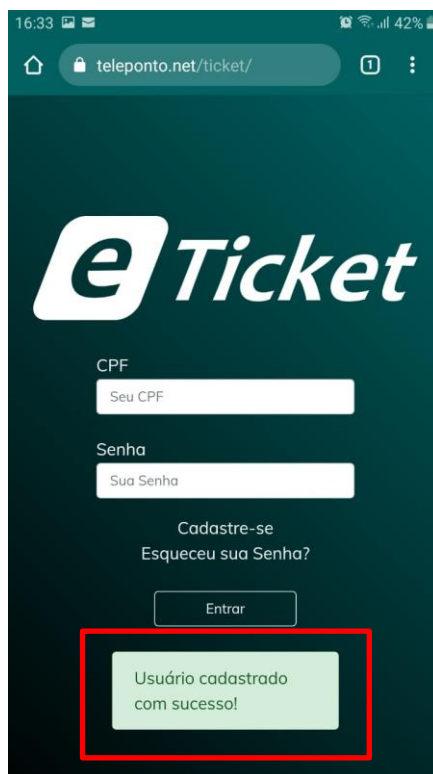 16:33 42%
teleponto.net/ticket/ 1
e Ticket
CPF
Seu CPF
Senha
Sua Senha
Cadastre-se
Esqueceu sua Senha?
Entrar
Usuário cadastrado
com sucesso!